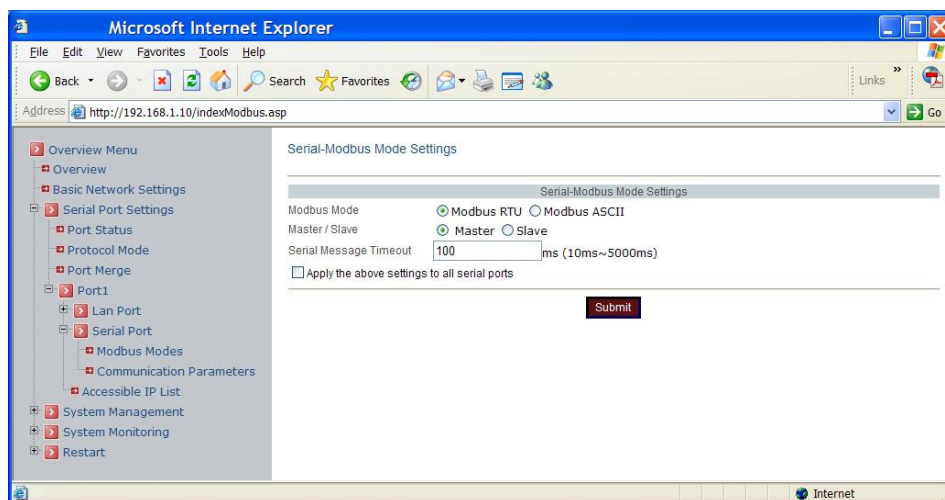 Microsoft Internet Explorer
File Edit View Favorites Tools Help
Back Search Favorites Links »
Address http://192.168.1.10/indexModbus.asp Go
Overview Menu
Overview
Basic Network Settings
Serial Port Settings
Port Status
Protocol Mode
Port Merge
Port1
Lan Port
Serial Port
Modbus Modes
Communication Parameters
Accessible IP List
System Management
System Monitoring
Restart
Serial-Modbus Mode Settings
Serial-Modbus Mode Settings
Modbus Mode Modbus RTU Modbus ASCII
Master / Slave Master Slave
Serial Message Timeout 100 ms (10ms~5000ms)
Apply the above settings to all serial ports
Submit
Internet